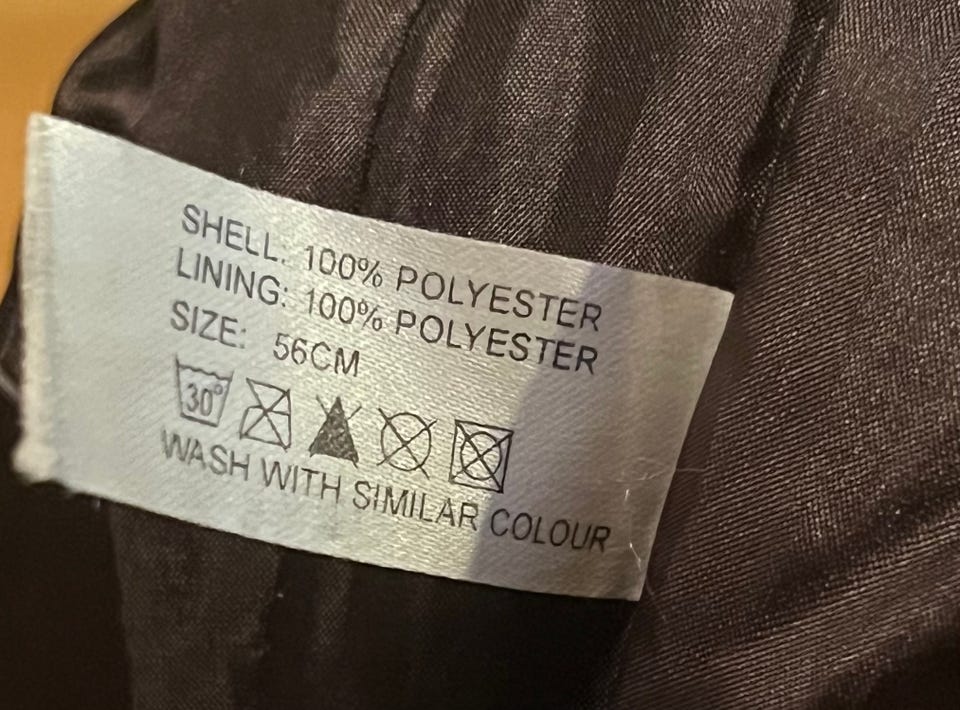 SHELL: 100% POLYESTER
LINING: 100% POLYESTER
SIZE: 56CM
30°
WASH WITH SIMILAR COLOUR